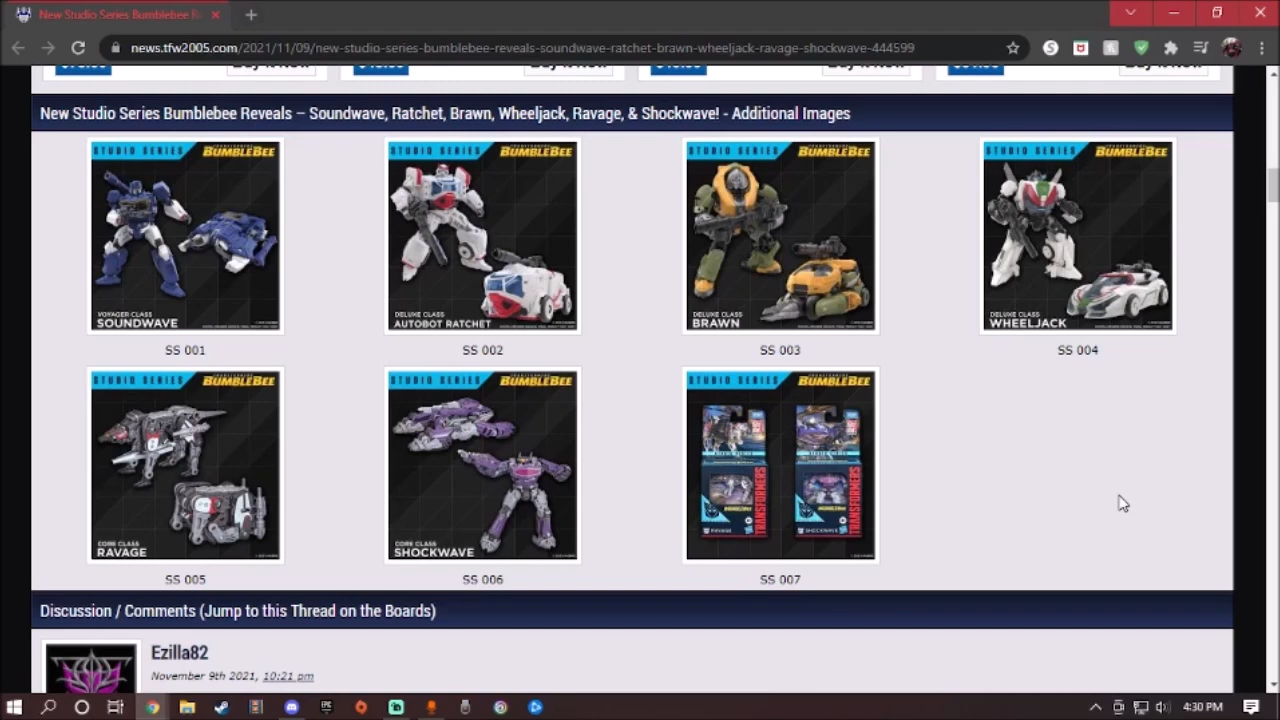 New Studio Series Bumblebee Re
news.tfw2005.com/2021/11/09/new-studio-series-bumblebee-reveals-soundwave-ratchet-brawn-wheeljack-ravage-shockwave-444599
New Studio Series Bumblebee Reveals – Soundwave, Ratchet, Brawn, Wheeljack, Ravage, & Shockwave! - Additional Images
STUDIO SERIES BUMBLEBEE
VOYAGER CLASS
SOUNDWAVE
STUDIO SERIES BUMBLEBEE
DELUXE CLASS
AUTOBOT RATCHET
STUDIO SERIES BUMBLEBEE
DELUXE CLASS
BRAWN
STUDIO SERIES BUMBLEBEE
DELUXE CLASS
WHEELJACK
SS 001
SS 002
SS 003
SS 004
STUDIO SERIES BUMBLEBEE
CORE CLASS
RAVAGE
STUDIO SERIES BUMBLEBEE
CORE CLASS
SHOCKWAVE
STUDIO SERIES BUMBLEBEE
TRANSFORMERS
RAVAGE
TRANSFORMERS
SHOCKWAVE
SS 005
SS 006
SS 007
Discussion / Comments (Jump to this Thread on the Boards)
Ezilla82
November 9th 2021, 10:21 pm
4:30 PM